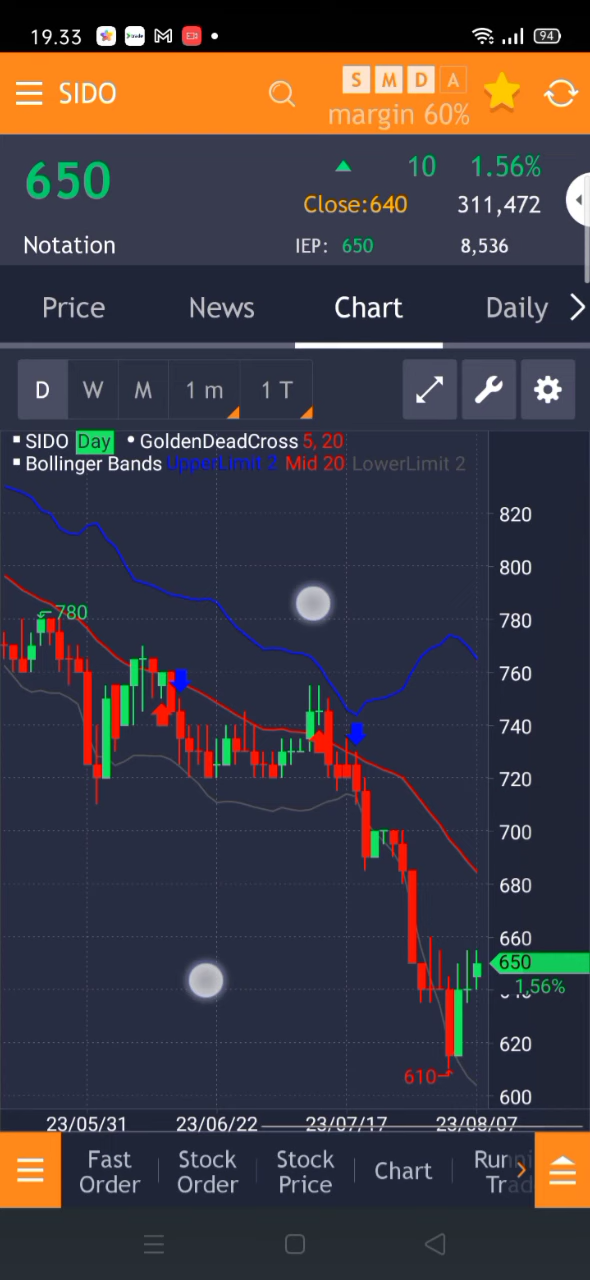 19.33
94
SIDO
S M D A
margin 60%
650
10 1.56%
Close:640 311,472
Notation
IEP: 650 8,536
Price News Chart Daily
D W M 1 m 1 T
SIDO Day GoldenDeadCross 5, 20
Bollinger Bands UpperLimit 2 Mid 20 LowerLimit 2
820
800
780
780
760
740
720
700
680
660
650
1,56%
620
610
600
23/05/31 23/06/22 23/07/17 23/08/07
Fast Order
Stock Order
Stock Price
Chart